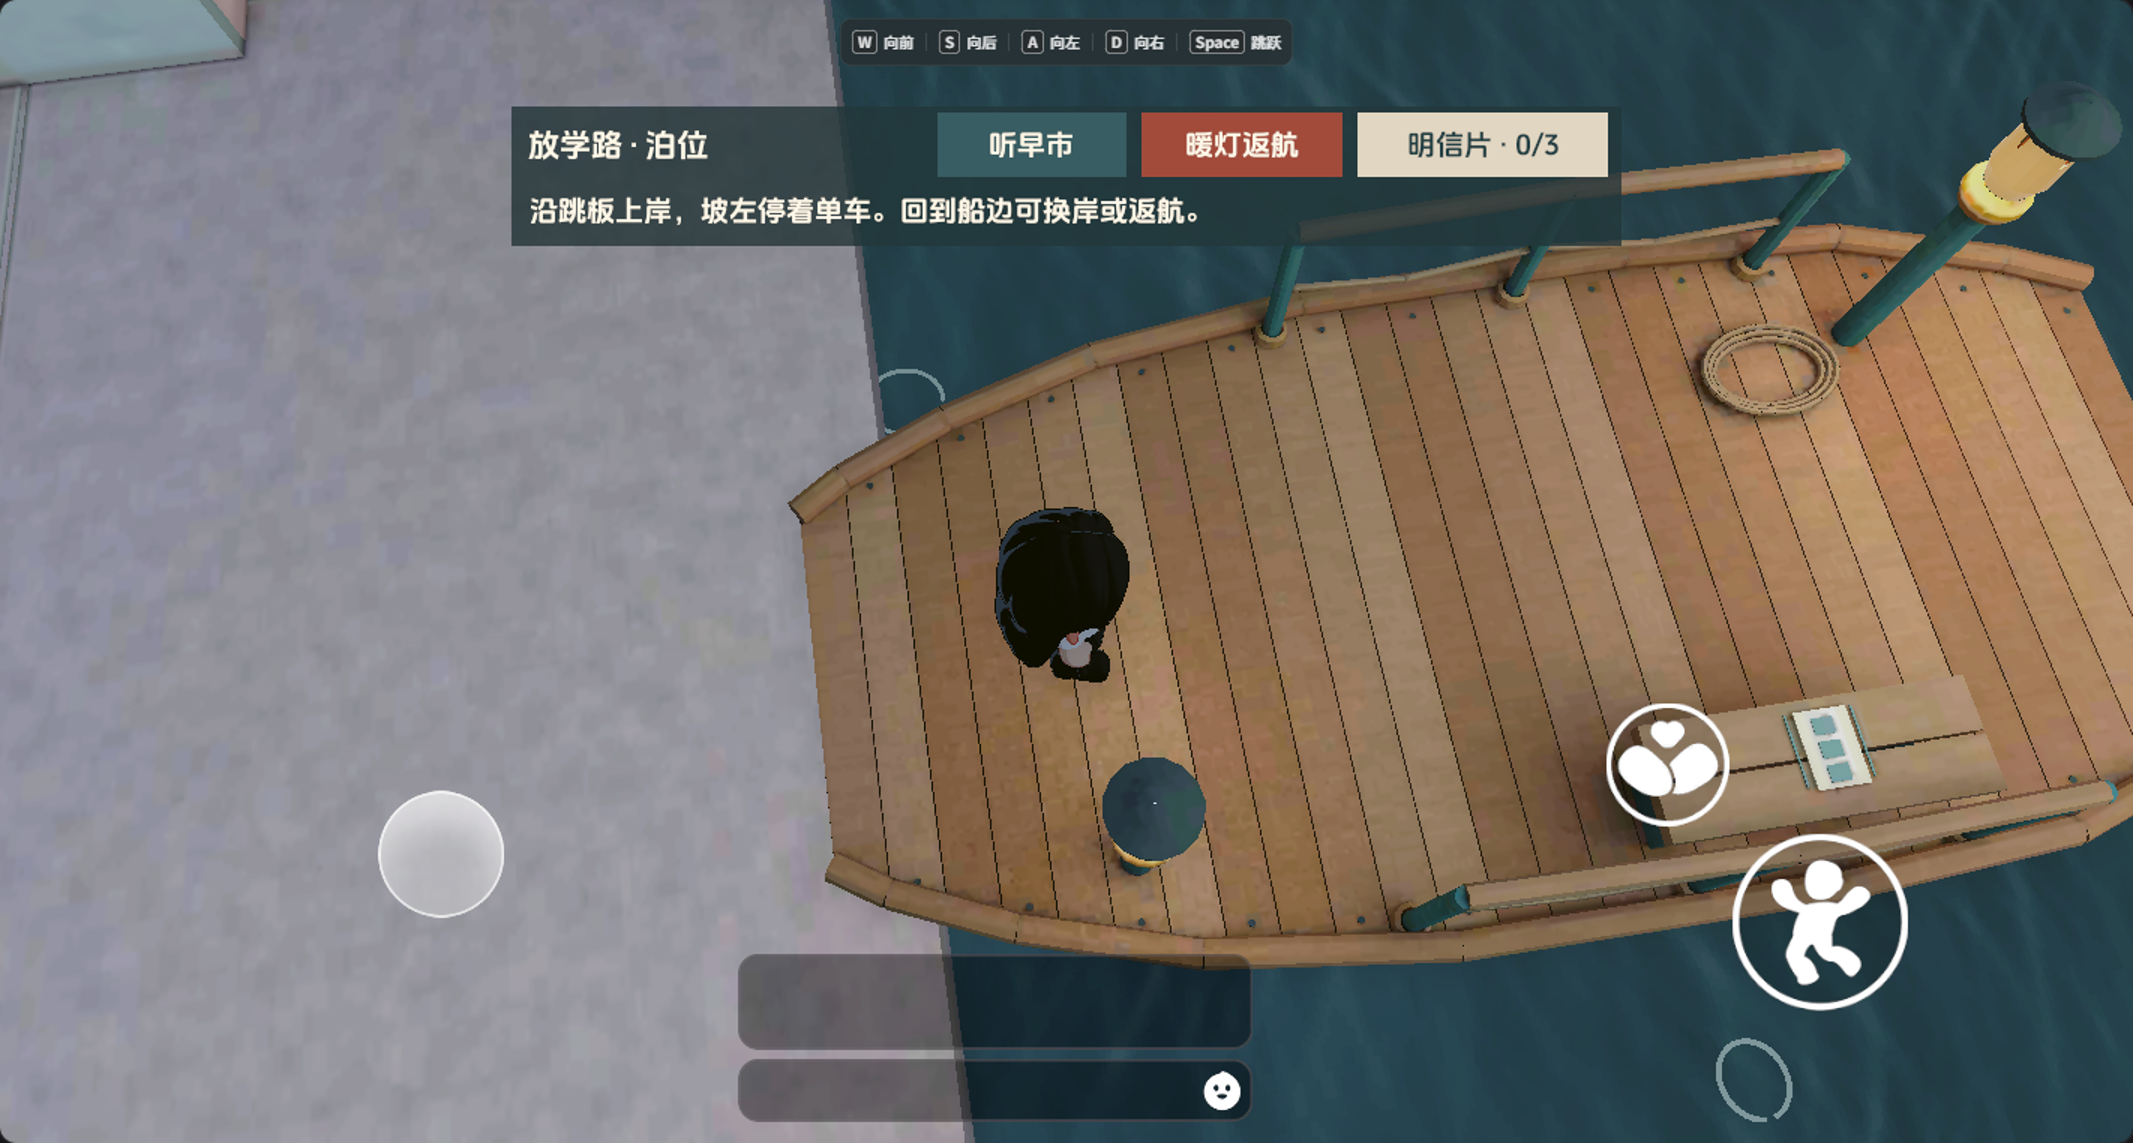 W 向前 S 向后 A 向左 D 向右 Space 跳跃
放学路·泊位 听早市 暖灯返航 明信片·0/3
沿跳板上岸，坡左停着单车。回到船边可换岸或返航。